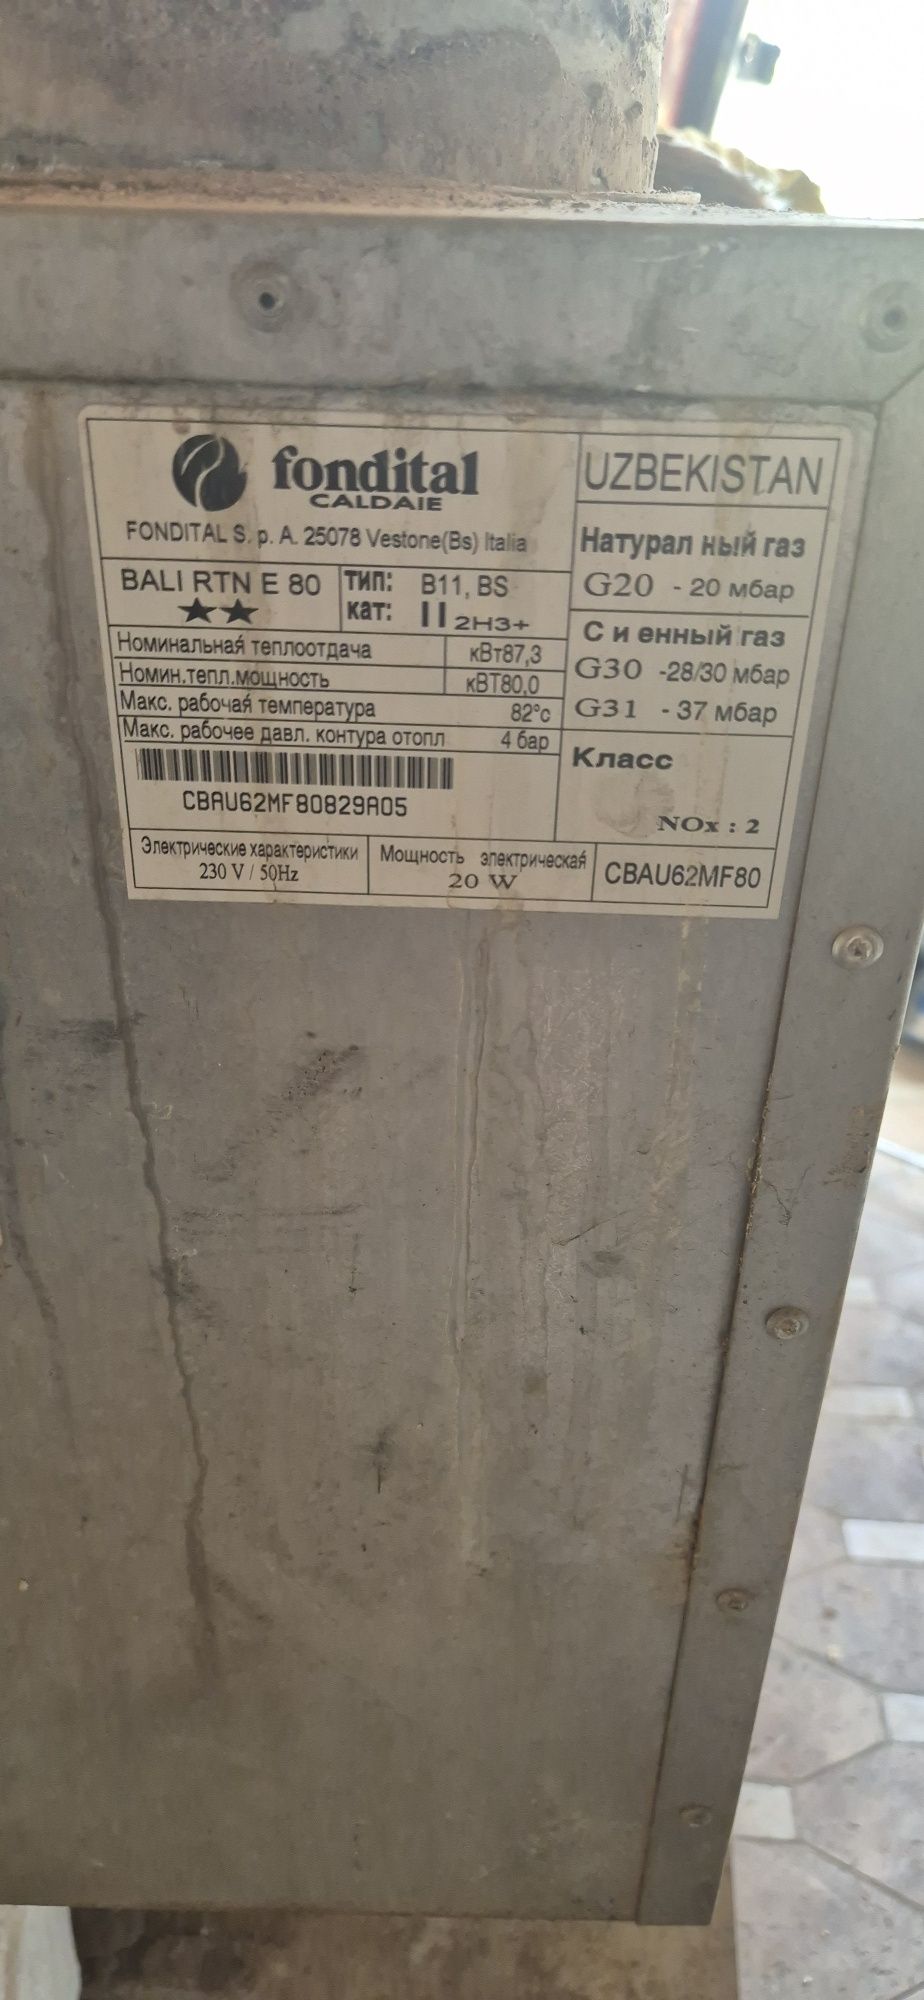 fondital
CALDAIE
FONDITAL S. p. A. 25078 Vestone(Bs) Italia
UZBEKISTAN
BALI RTN E 80
ТИП: B11, BS
кат: II 2H3+
Натурал ный газ
G20 - 20 мбар
С и енный газ
G30 -28/30 мбар
G31 - 37 мбар
Номинальная теплоотдача кВт87,3
Номин.тепл.мощность кВТ80,0
Макс. рабочая температура 82°c
Макс. рабочее давл. контура отопл 4 бар
CBAU62MF80829A05
Класс
NOx : 2
Электрические характеристики
230 V / 50Hz
Мощность электрическая
20 W
CBAU62MF80